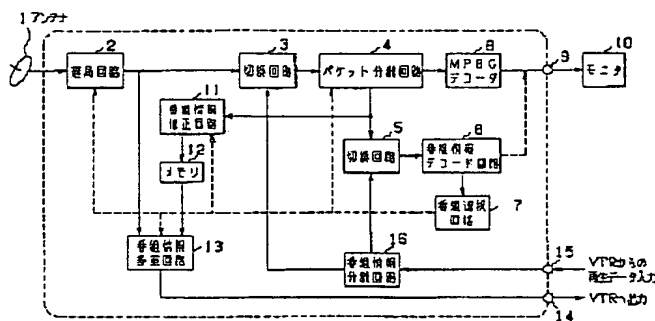 1 アンテナ
2
選局回路
3
切換回路
4
パケット分離回路
8
MPEG
デコーダ
9
10
モニタ
11
番組情報
修正回路
12
メモリ
5
切換回路
6
番組情報
デコード回路
番組選択
回路
7
13
番組情報
多重回路
16
番組情報
分離回路
15
VTRからの
再生データ入力
VTRへ出力
14